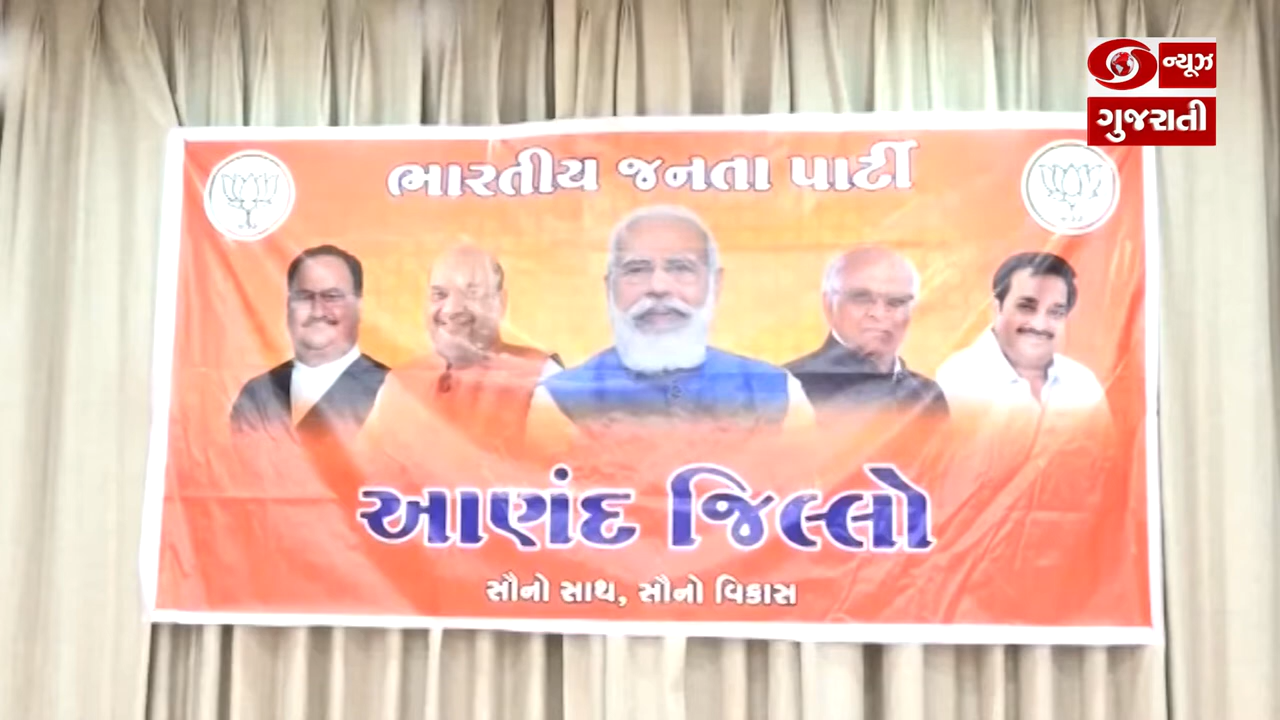 ન્યૂઝ
ગુજરાતી
ભારતીય જનતા પાર્ટી
આણંદ જિલ્લો
સૌનો સાથ, સૌનો વિકાસ